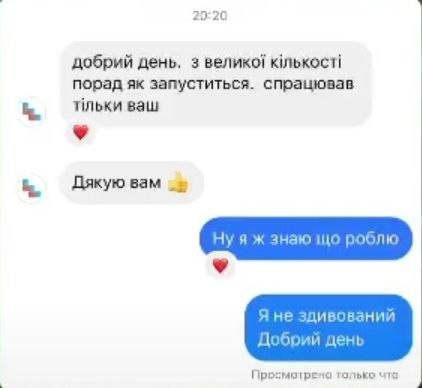 20:20
добрий день. з великої кількості
порад як запуститься. спрацював
тільки ваш
Дякую вам 👍
Ну я ж знаю що роблю
Я не здивований
Добрий день
Просмотрено только что